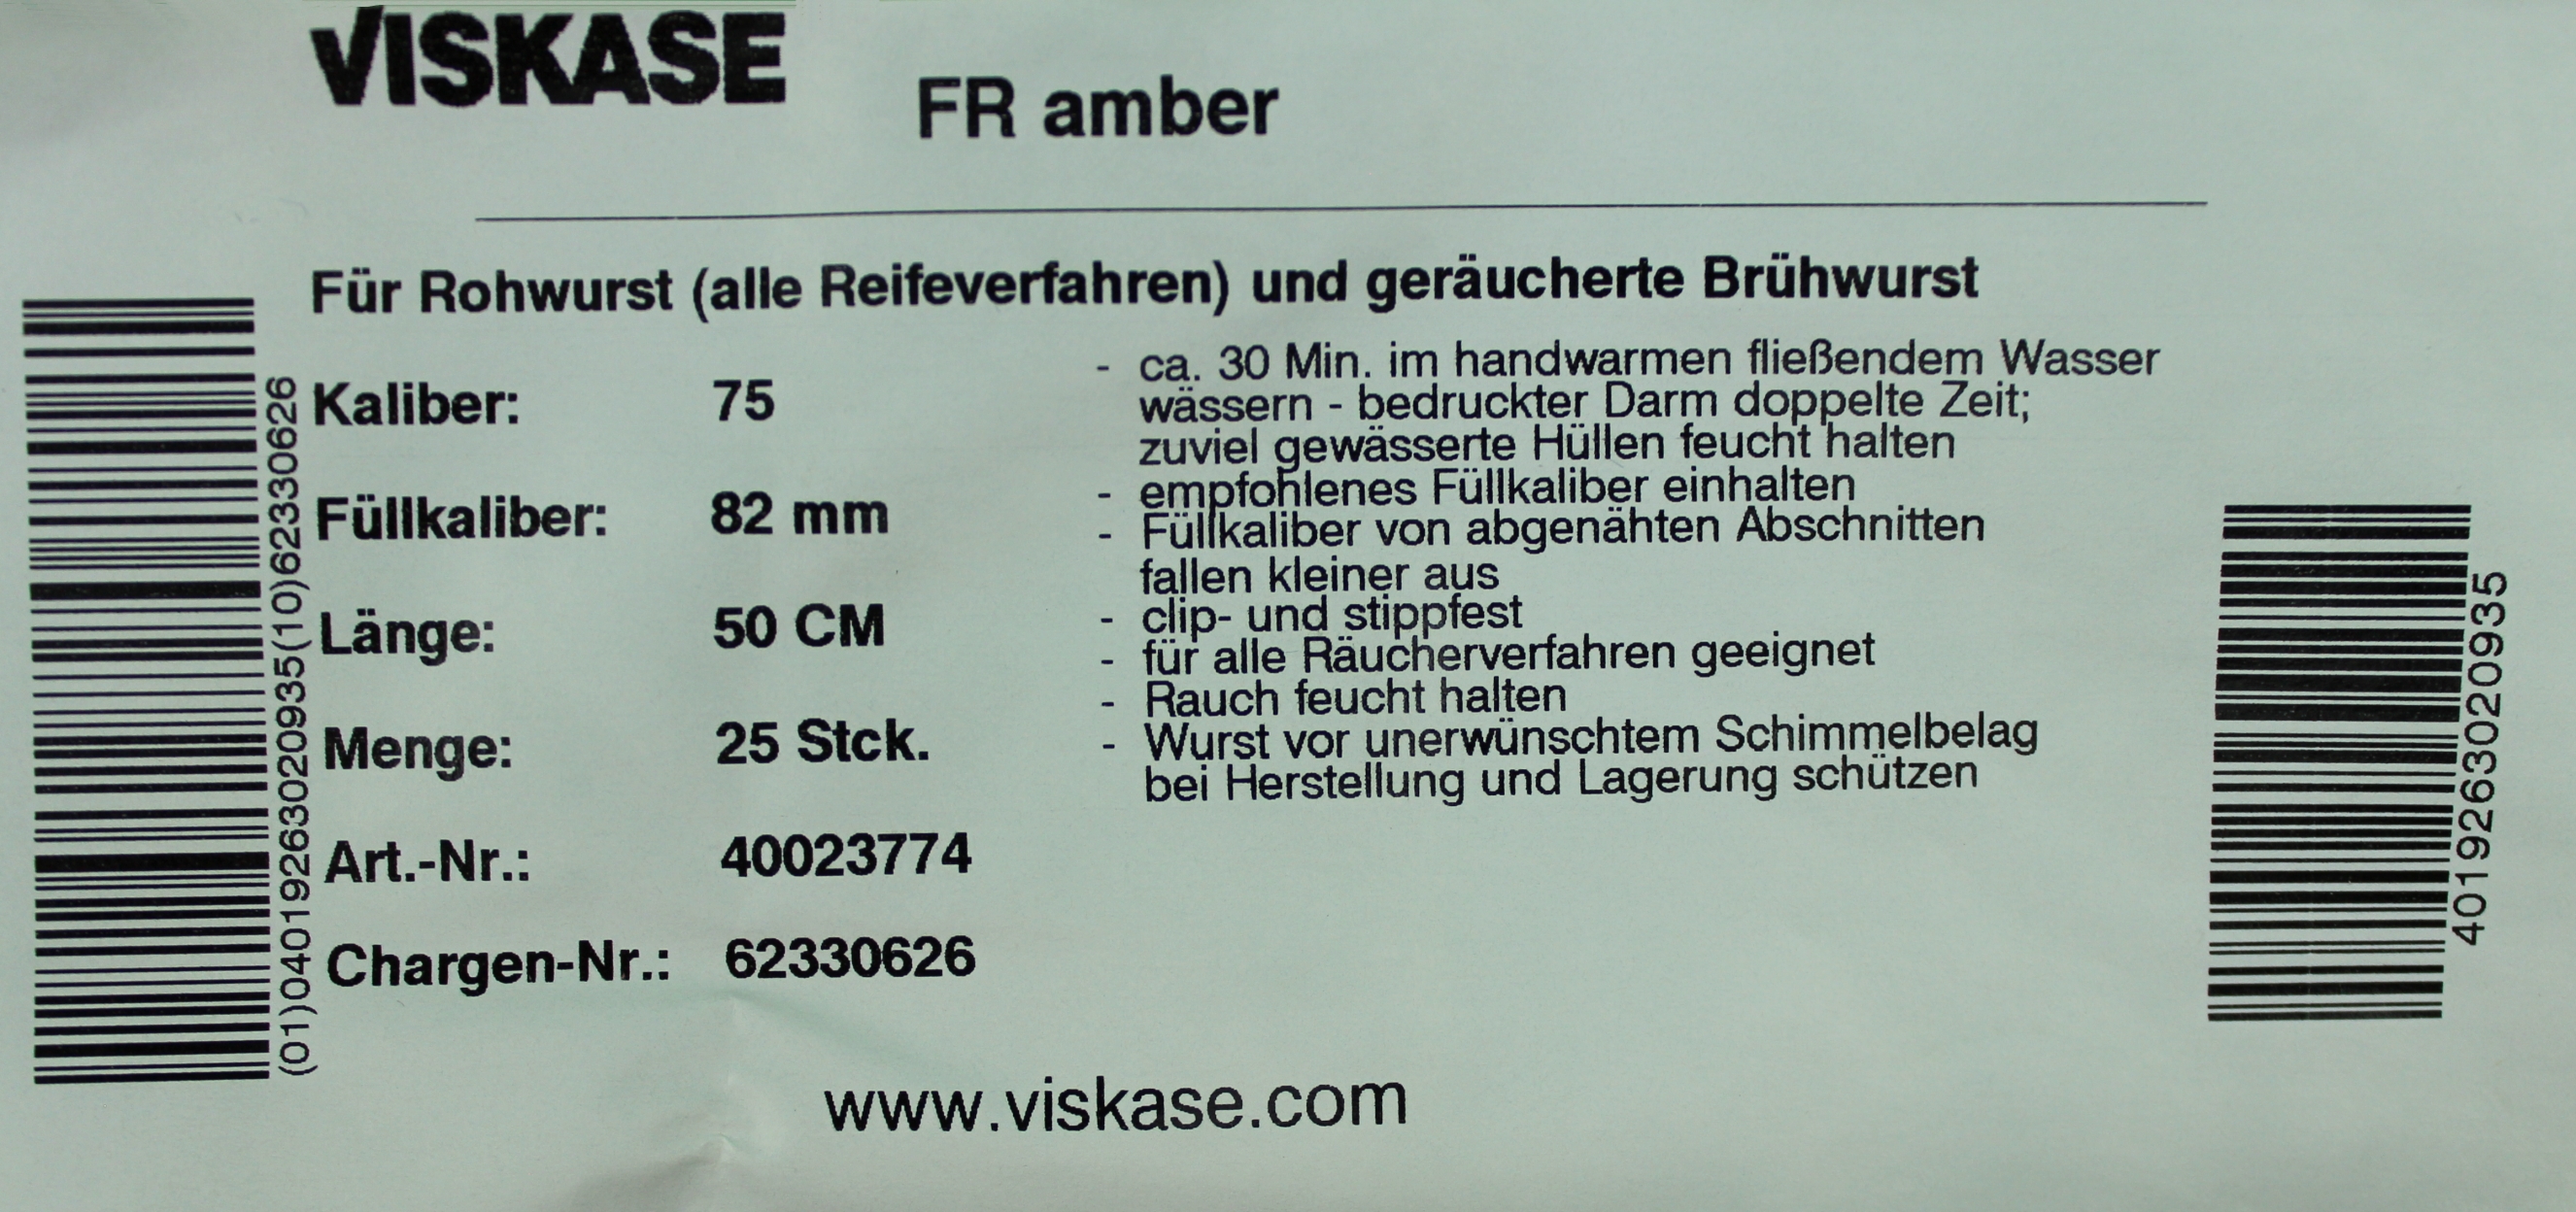 VISKASE
FR amber
Für Rohwurst (alle Reifeverfahren) und geräucherte Brühwurst
Kaliber: 75
Füllkaliber: 82 mm
Länge: 50 CM
Menge: 25 Stck.
Art.-Nr.: 40023774
Chargen-Nr.: 62330626
- ca. 30 Min. im handwarmen fließendem Wasser
wässern - bedruckter Darm doppelte Zeit;
zuviel gewässerte Hüllen feucht halten
- empfohlenes Füllkaliber einhalten
- Füllkaliber von abgenähten Abschnitten
fallen kleiner aus
- clip- und stippfest
- für alle Räucherverfahren geeignet
- Rauch feucht halten
- Wurst vor unerwünschtem Schimmelbelag
bei Herstellung und Lagerung schützen
(01)04019263020935(10)62330626
4019263020935
www.viskase.com